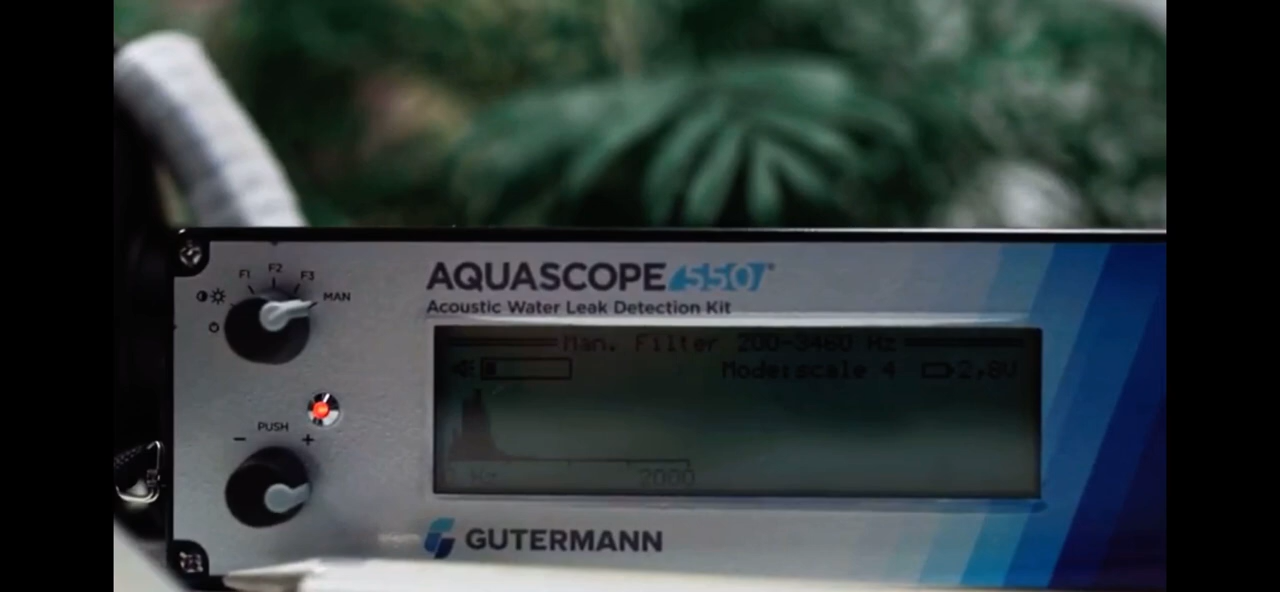 F1 F2 F3
MAN
AQUASCOPE 550
Acoustic Water Leak Detection Kit
Man. Filter 200-3460 Hz
Mode:scale 4 2,8V
PUSH
- +
Hz 2000
GUTERMANN